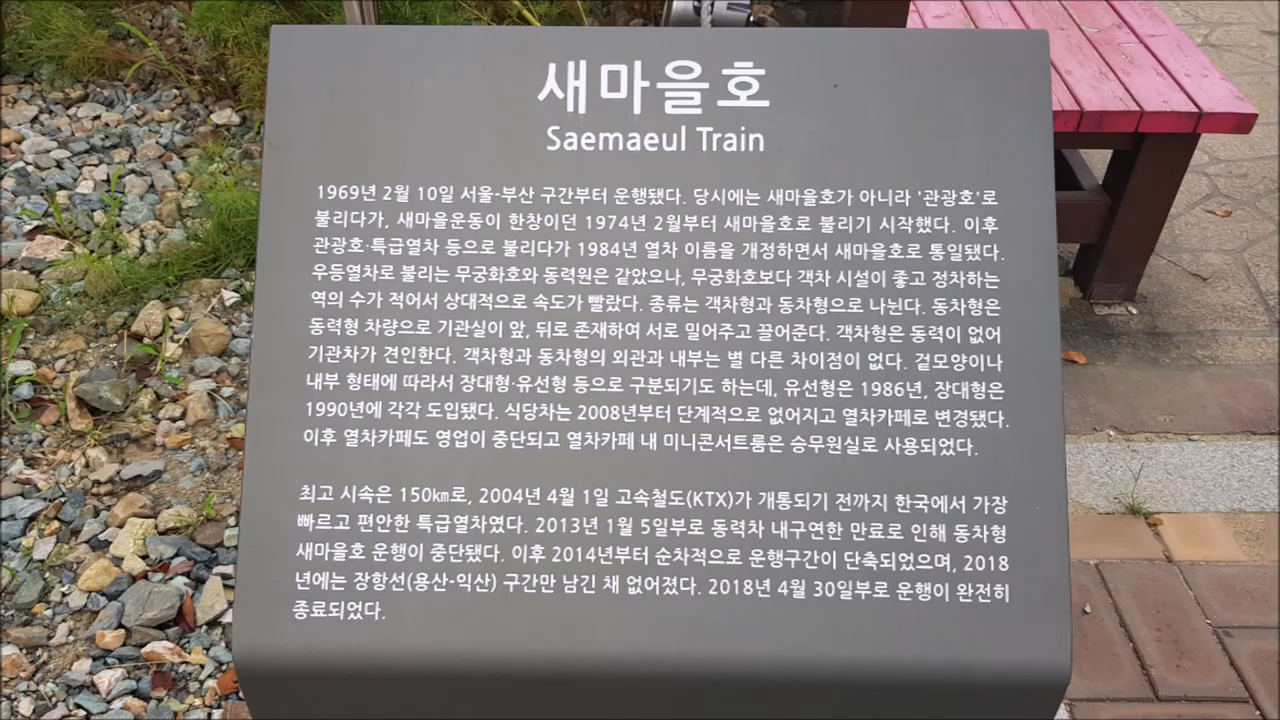 새마을호
Saemaeul Train
1969년 2월 10일 서울-부산 구간부터 운행됐다. 당시에는 새마을호가 아니라 '관광호'로
불리다가, 새마을운동이 한창이던 1974년 2월부터 새마을호로 불리기 시작했다. 이후
관광호·특급열차 등으로 불리다가 1984년 열차 이름을 개정하면서 새마을호로 통일됐다.
우등열차로 불리는 무궁화호와 동력원은 같았으나, 무궁화호보다 객차 시설이 좋고 정차하는
역의 수가 적어서 상대적으로 속도가 빨랐다. 종류는 객차형과 동차형으로 나뉜다. 동차형은
동력형 차량으로 기관실이 앞, 뒤로 존재하여 서로 밀어주고 끌어준다. 객차형은 동력이 없어
기관차가 견인한다. 객차형과 동차형의 외관과 내부는 별 다른 차이점이 없다. 겉모양이나
내부 형태에 따라서 장대형·유선형 등으로 구분되기도 하는데, 유선형은 1986년, 장대형은
1990년에 각각 도입됐다. 식당차는 2008년부터 단계적으로 없어지고 열차카페로 변경됐다.
이후 열차카페도 영업이 중단되고 열차카페 내 미니콘서트룸은 승무원실로 사용되었다.
최고 시속은 150㎞로, 2004년 4월 1일 고속철도(KTX)가 개통되기 전까지 한국에서 가장
빠르고 편안한 특급열차였다. 2013년 1월 5일부로 동력차 내구연한 만료로 인해 동차형
새마을호 운행이 중단됐다. 이후 2014년부터 순차적으로 운행구간이 단축되었으며, 2018
년에는 장항선(용산-익산) 구간만 남긴 채 없어졌다. 2018년 4월 30일부로 운행이 완전히
종료되었다.